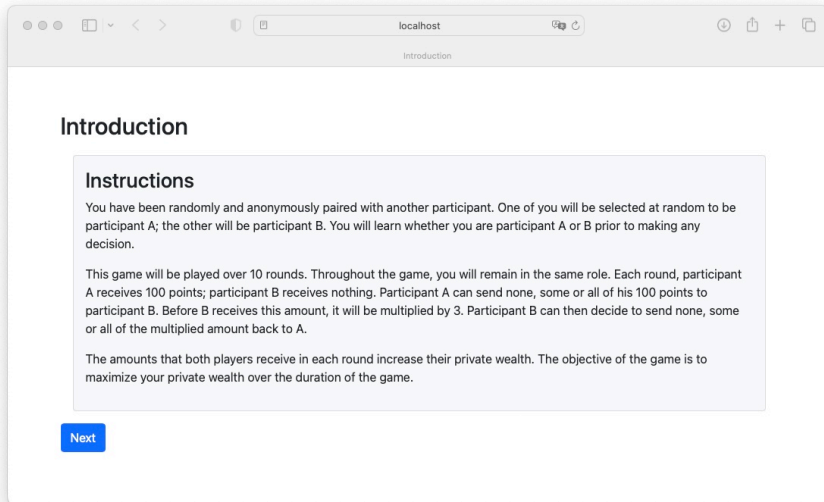 localhost
Introduction
Introduction
Instructions
You have been randomly and anonymously paired with another participant. One of you will be selected at random to be
participant A; the other will be participant B. You will learn whether you are participant A or B prior to making any
decision.
This game will be played over 10 rounds. Throughout the game, you will remain in the same role. Each round, participant
A receives 100 points; participant B receives nothing. Participant A can send none, some or all of his 100 points to
participant B. Before B receives this amount, it will be multiplied by 3. Participant B can then decide to send none, some
or all of the multiplied amount back to A.
The amounts that both players receive in each round increase their private wealth. The objective of the game is to
maximize your private wealth over the duration of the game.
Next